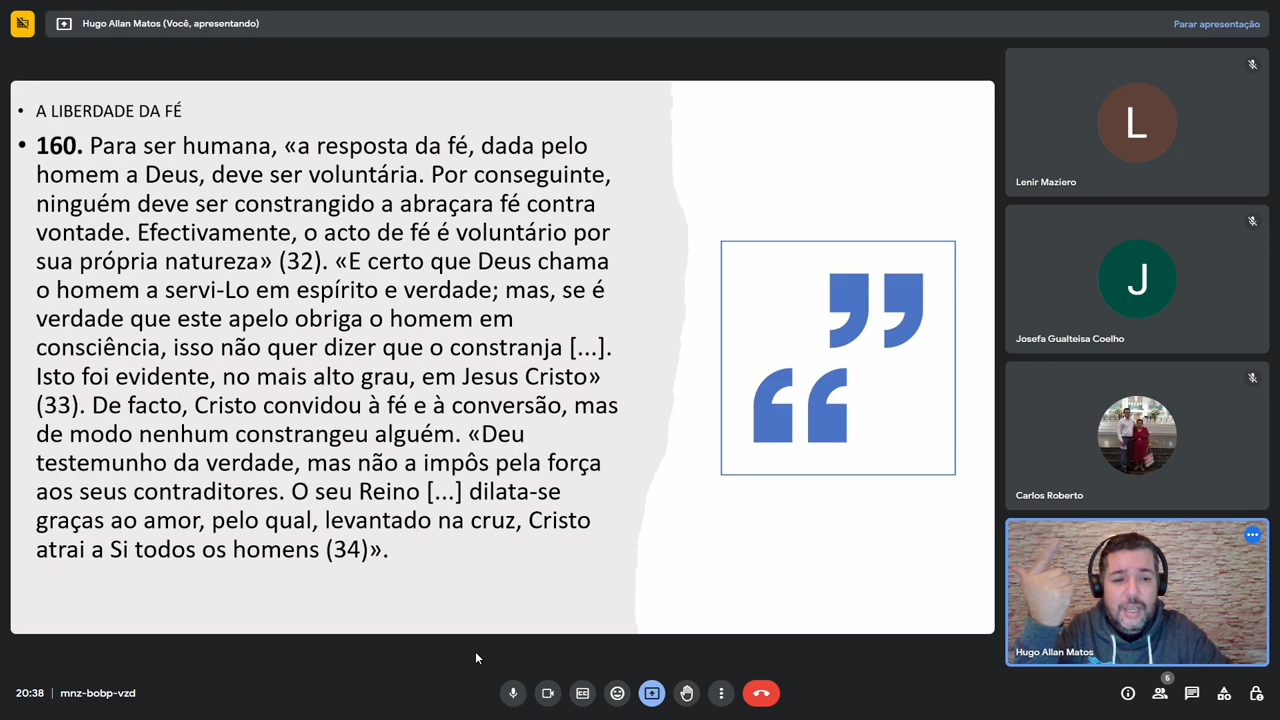 Hugo Allan Matos (Você, apresentando)
Parar apresentação
• A LIBERDADE DA FÉ
• 160. Para ser humana, «a resposta da fé, dada pelo
homem a Deus, deve ser voluntária. Por conseguinte,
ninguém deve ser constrangido a abraçara fé contra
vontade. Efectivamente, o acto de fé é voluntário por
sua própria natureza» (32). «E certo que Deus chama
o homem a servi-Lo em espírito e verdade; mas, se é
verdade que este apelo obriga o homem em
consciência, isso não quer dizer que o constranja [...].
Isto foi evidente, no mais alto grau, em Jesus Cristo»
(33). De facto, Cristo convidou à fé e à conversão, mas
de modo nenhum constrangeu alguém. «Deu
testemunho da verdade, mas não a impôs pela força
aos seus contraditores. O seu Reino [...] dilata-se
graças ao amor, pelo qual, levantado na cruz, Cristo
atrai a Si todos os homens (34)».
L
Lenir Maziero
J
Josefa Gualteisa Coelho
Carlos Roberto
Hugo Allan Matos
20:38 | mnz-bobp-vzd
6